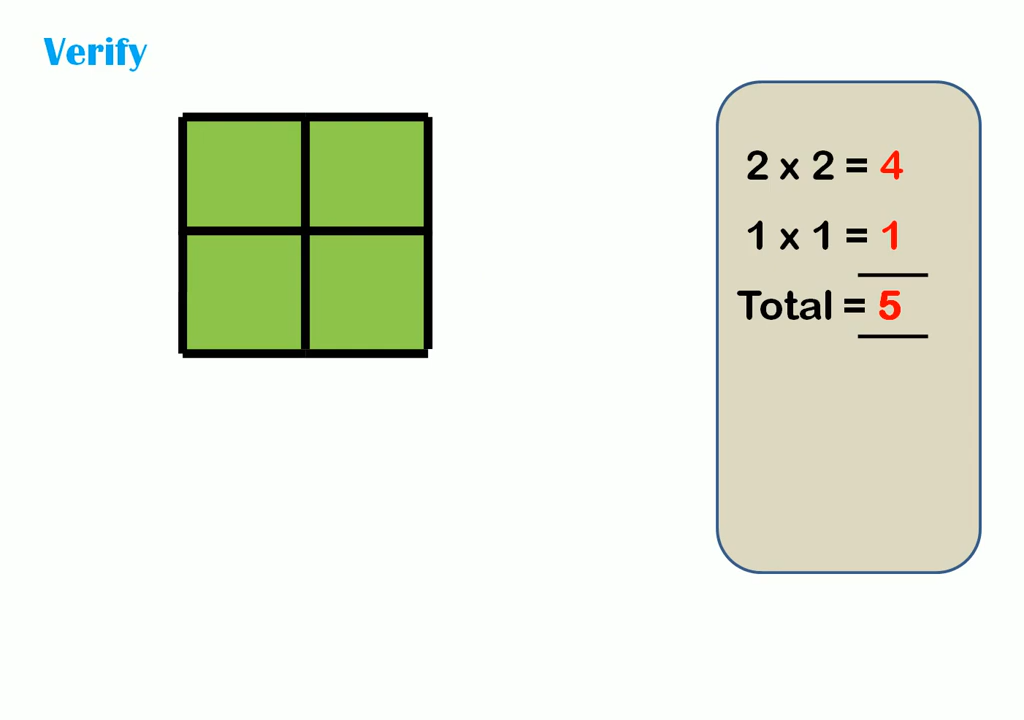 Verify
2 x 2 = 4
1 x 1 = 1
Total = 5